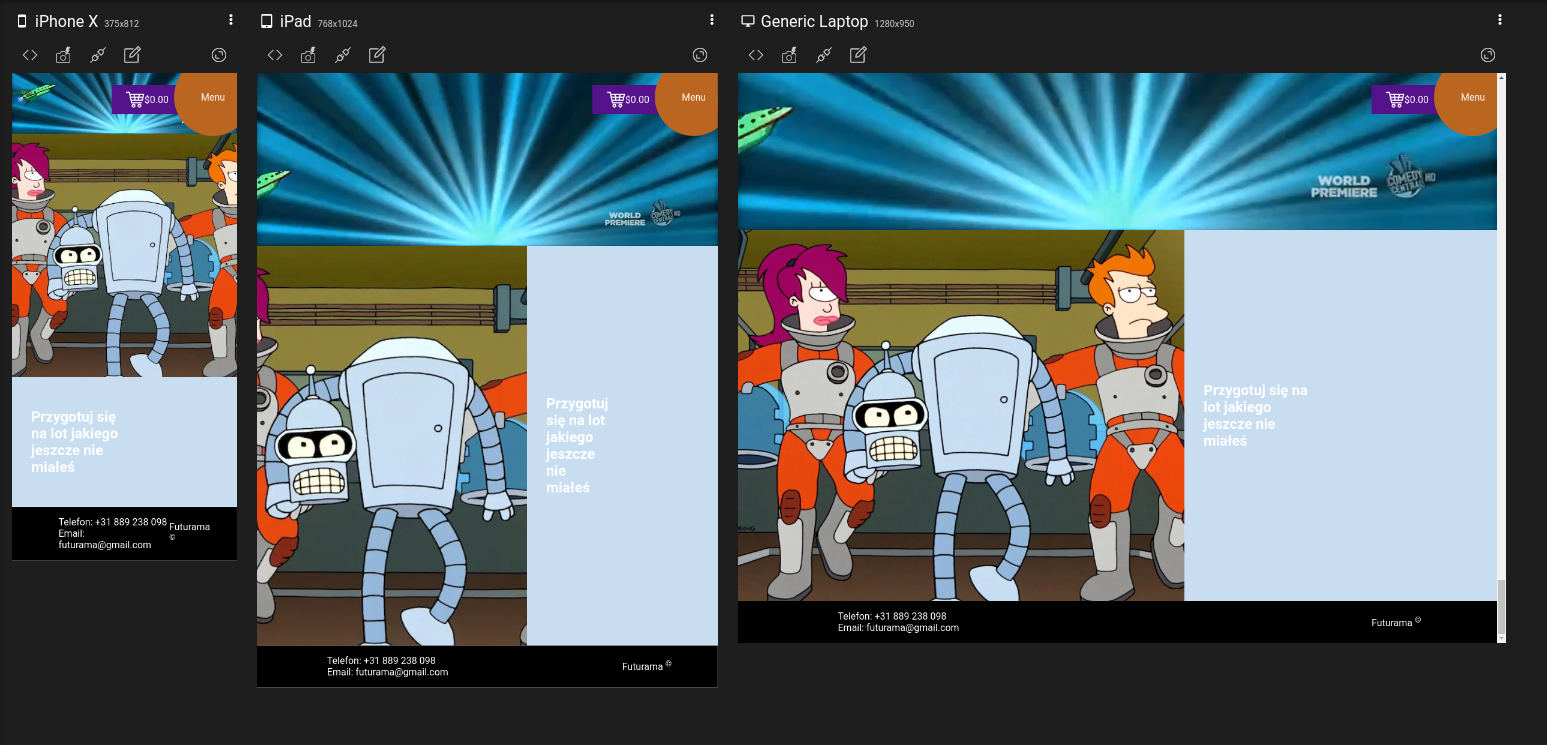 iPhone X 375x812
$0.00
Menu
Przygotuj się
na lot jakiego
jeszcze nie
miałeś
Telefon: +31 889 238 098
Email:
futurama@gmail.com
Futurama
©
iPad 768x1024
$0.00
Menu
WORLD
PREMIERE
COMEDY
CENTRAL HD
Przygotuj
się na lot
jakiego
jeszcze
nie
miałeś
Telefon: +31 889 238 098
Email: futurama@gmail.com
Futurama ©
Generic Laptop 1280x950
$0.00
Menu
WORLD
PREMIERE
COMEDY
CENTRAL HD
Przygotuj się na
lot jakiego
jeszcze nie
miałeś
Telefon: +31 889 238 098
Email: futurama@gmail.com
Futurama ©